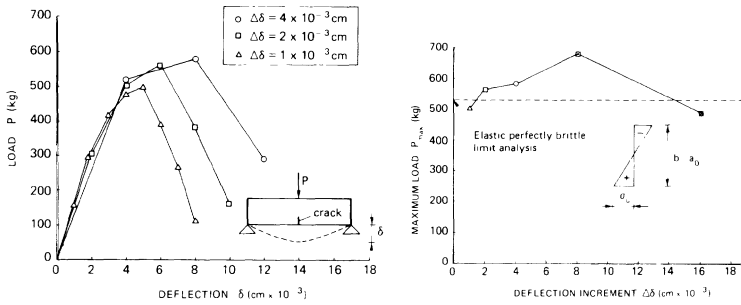 Δδ = 4 x 10⁻³ cm
Δδ = 2 x 10⁻³ cm
Δδ = 1 x 10 ³ cm
700
600
500
400
300
200
100
0
LOAD P (kg)
0 2 4 6 8 10 12 14 16 18
DEFLECTION δ (cm x 10 ³)
P
crack
δ
700
600
500
400
300
200
100
0
MAXIMUM LOAD Pmax (kg)
Elastic perfectly brittle
limit analysis
b a₀
+
0 2 4 6 8 10 12 14 16 18
DEFLECTION INCREMENT Δδ (cm x 10 ³)